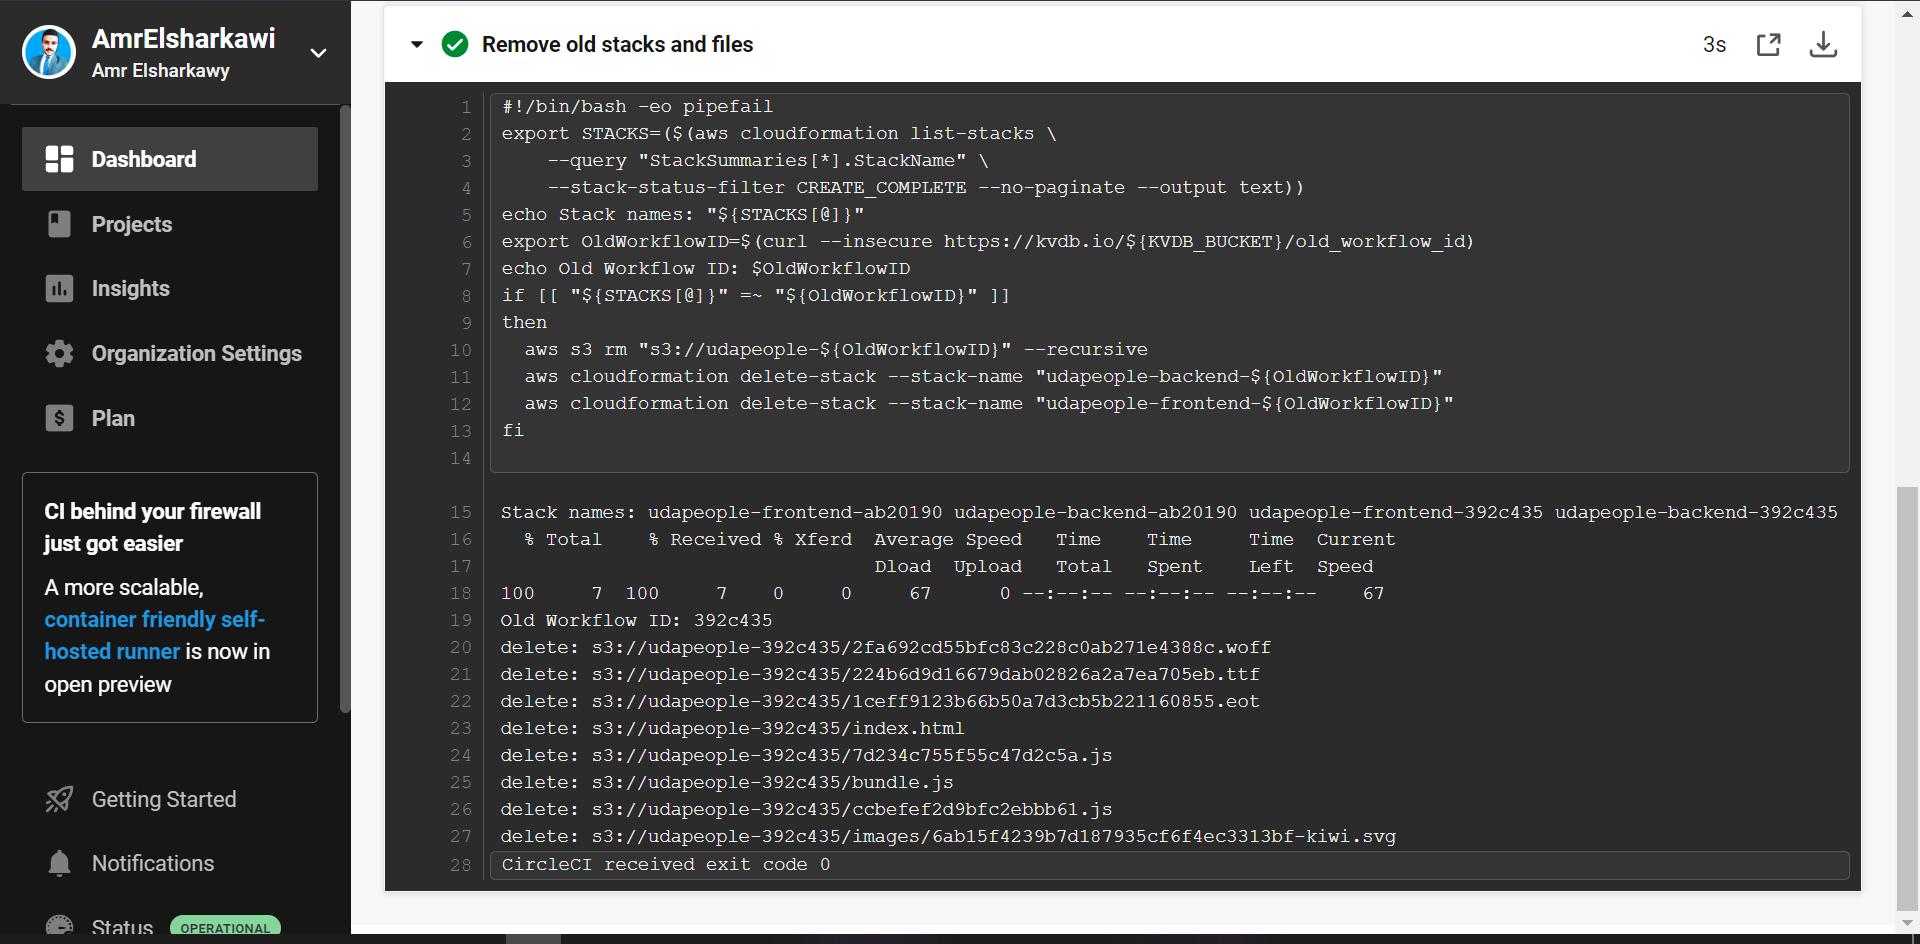 AmrElsharkawi
Amr Elsharkawy
Dashboard
Projects
Insights
Organization Settings
Plan
CI behind your firewall
just got easier
A more scalable,
container friendly self-
hosted runner is now in
open preview
Getting Started
Notifications
Status OPERATIONAL
Remove old stacks and files
3s
1 #!/bin/bash -eo pipefail
2 export STACKS=($(aws cloudformation list-stacks \
3     --query "StackSummaries[*].StackName" \
4     --stack-status-filter CREATE_COMPLETE --no-paginate --output text))
5 echo Stack names: "${STACKS[@]}"
6 export OldWorkflowID=$(curl --insecure https://kvdb.io/${KVDB_BUCKET}/old_workflow_id)
7 echo Old Workflow ID: $OldWorkflowID
8 if [[ "${STACKS[@]}" =~ "${OldWorkflowID}" ]]
9 then
10   aws s3 rm "s3://udapeople-${OldWorkflowID}" --recursive
11   aws cloudformation delete-stack --stack-name "udapeople-backend-${OldWorkflowID}"
12   aws cloudformation delete-stack --stack-name "udapeople-frontend-${OldWorkflowID}"
13 fi
14
15 Stack names: udapeople-frontend-ab20190 udapeople-backend-ab20190 udapeople-frontend-392c435 udapeople-backend-392c435
16   % Total    % Received % Xferd  Average Speed   Time    Time     Time  Current
17                                  Dload  Upload   Total   Spent    Left  Speed
18 100     7  100     7    0     0     67      0 --:--:-- --:--:-- --:--:--    67
19 Old Workflow ID: 392c435
20 delete: s3://udapeople-392c435/2fa692cd55bfc83c228c0ab271e4388c.woff
21 delete: s3://udapeople-392c435/224b6d9d16679dab02826a2a7ea705eb.ttf
22 delete: s3://udapeople-392c435/1ceff9123b66b50a7d3cb5b221160855.eot
23 delete: s3://udapeople-392c435/index.html
24 delete: s3://udapeople-392c435/7d234c755f55c47d2c5a.js
25 delete: s3://udapeople-392c435/bundle.js
26 delete: s3://udapeople-392c435/ccbefef2d9bfc2ebbb61.js
27 delete: s3://udapeople-392c435/images/6ab15f4239b7d187935cf6f4ec3313bf-kiwi.svg
28 CircleCI received exit code 0